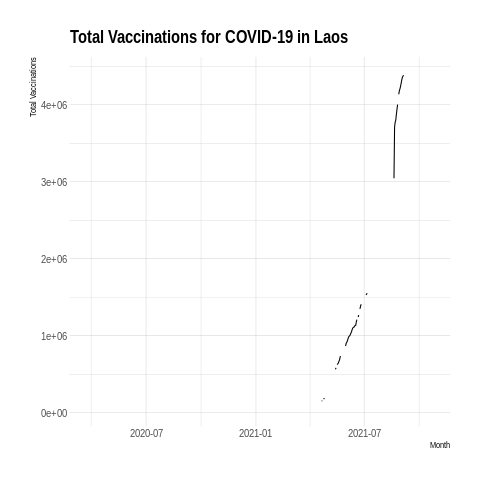 Total Vaccinations for COVID-19 in Laos
Total Vaccinations
4e+06
3e+06
2e+06
1e+06
0e+00
2020-07
2021-01
2021-07
Month